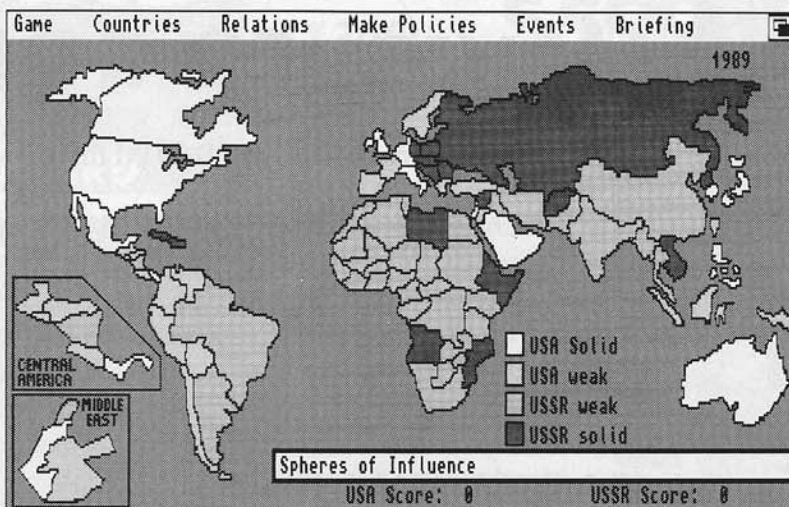 Game Countries Relations Make Policies Events Briefing
1989
CENTRAL
AMERICA
MIDDLE
EAST
USA Solid
USA weak
USSR weak
USSR solid
Spheres of Influence
USA Score: 0 USSR Score: 0